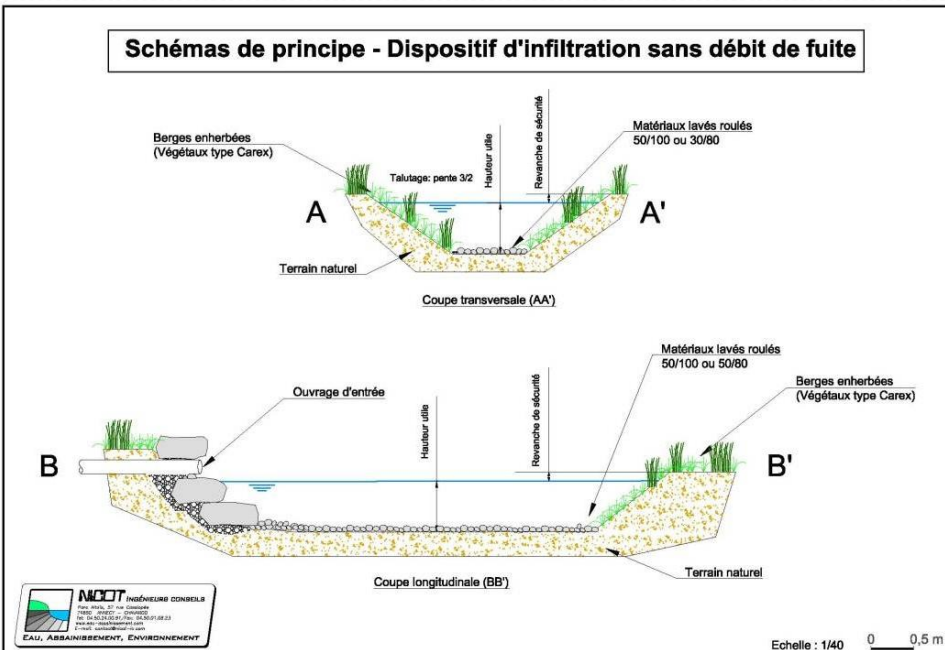 Schémas de principe - Dispositif d'infiltration sans débit de fuite
Berges enherbées
(Végétaux type Carex)
Talutage: pente 3/2
Hauteur utile
Revanche de sécurité
Matériaux lavés roulés
50/100 ou 30/80
A
A'
Terrain naturel
Coupe transversale (AA')
Ouvrage d'entrée
Hauteur utile
Revanche de sécurité
Matériaux lavés roulés
50/100 ou 50/80
Berges enherbées
(Végétaux type Carex)
B
B'
Terrain naturel
Coupe longitudinale (BB')
NICOT INGÉNIEURS CONSEILS
EAU, ASSAINISSEMENT, ENVIRONNEMENT
Echelle : 1/40
0 0,5 m